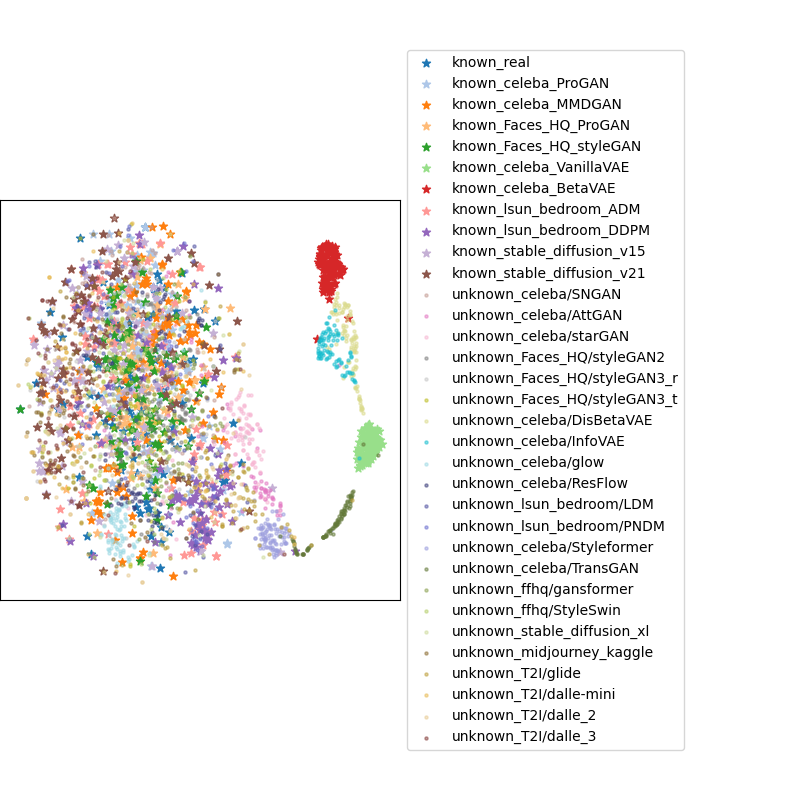 known_real
known_celeba_ProGAN
known_celeba_MMDGAN
known_Faces_HQ_ProGAN
known_Faces_HQ_styleGAN
known_celeba_VanillaVAE
known_celeba_BetaVAE
known_lsun_bedroom_ADM
known_lsun_bedroom_DDPM
known_stable_diffusion_v15
known_stable_diffusion_v21
unknown_celeba/SNGAN
unknown_celeba/AttGAN
unknown_celeba/starGAN
unknown_Faces_HQ/styleGAN2
unknown_Faces_HQ/styleGAN3_r
unknown_Faces_HQ/styleGAN3_t
unknown_celeba/DisBetaVAE
unknown_celeba/InfoVAE
unknown_celeba/glow
unknown_celeba/ResFlow
unknown_lsun_bedroom/LDM
unknown_lsun_bedroom/PNDM
unknown_celeba/Styleformer
unknown_celeba/TransGAN
unknown_ffhq/gansformer
unknown_ffhq/StyleSwin
unknown_stable_diffusion_xl
unknown_midjourney_kaggle
unknown_T2I/glide
unknown_T2I/dalle-mini
unknown_T2I/dalle_2
unknown_T2I/dalle_3